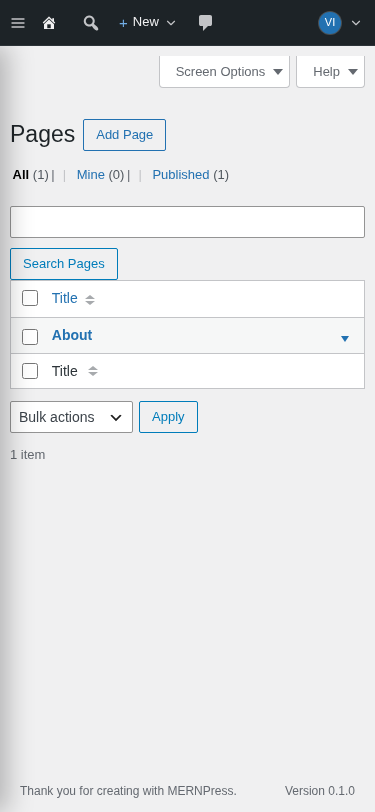 + New VI
Screen Options Help
Pages Add Page
All (1) | | Mine (0) | | Published (1)
Search Pages
Title
About
Title
Bulk actions Apply
1 item
Thank you for creating with MERNPress. Version 0.1.0